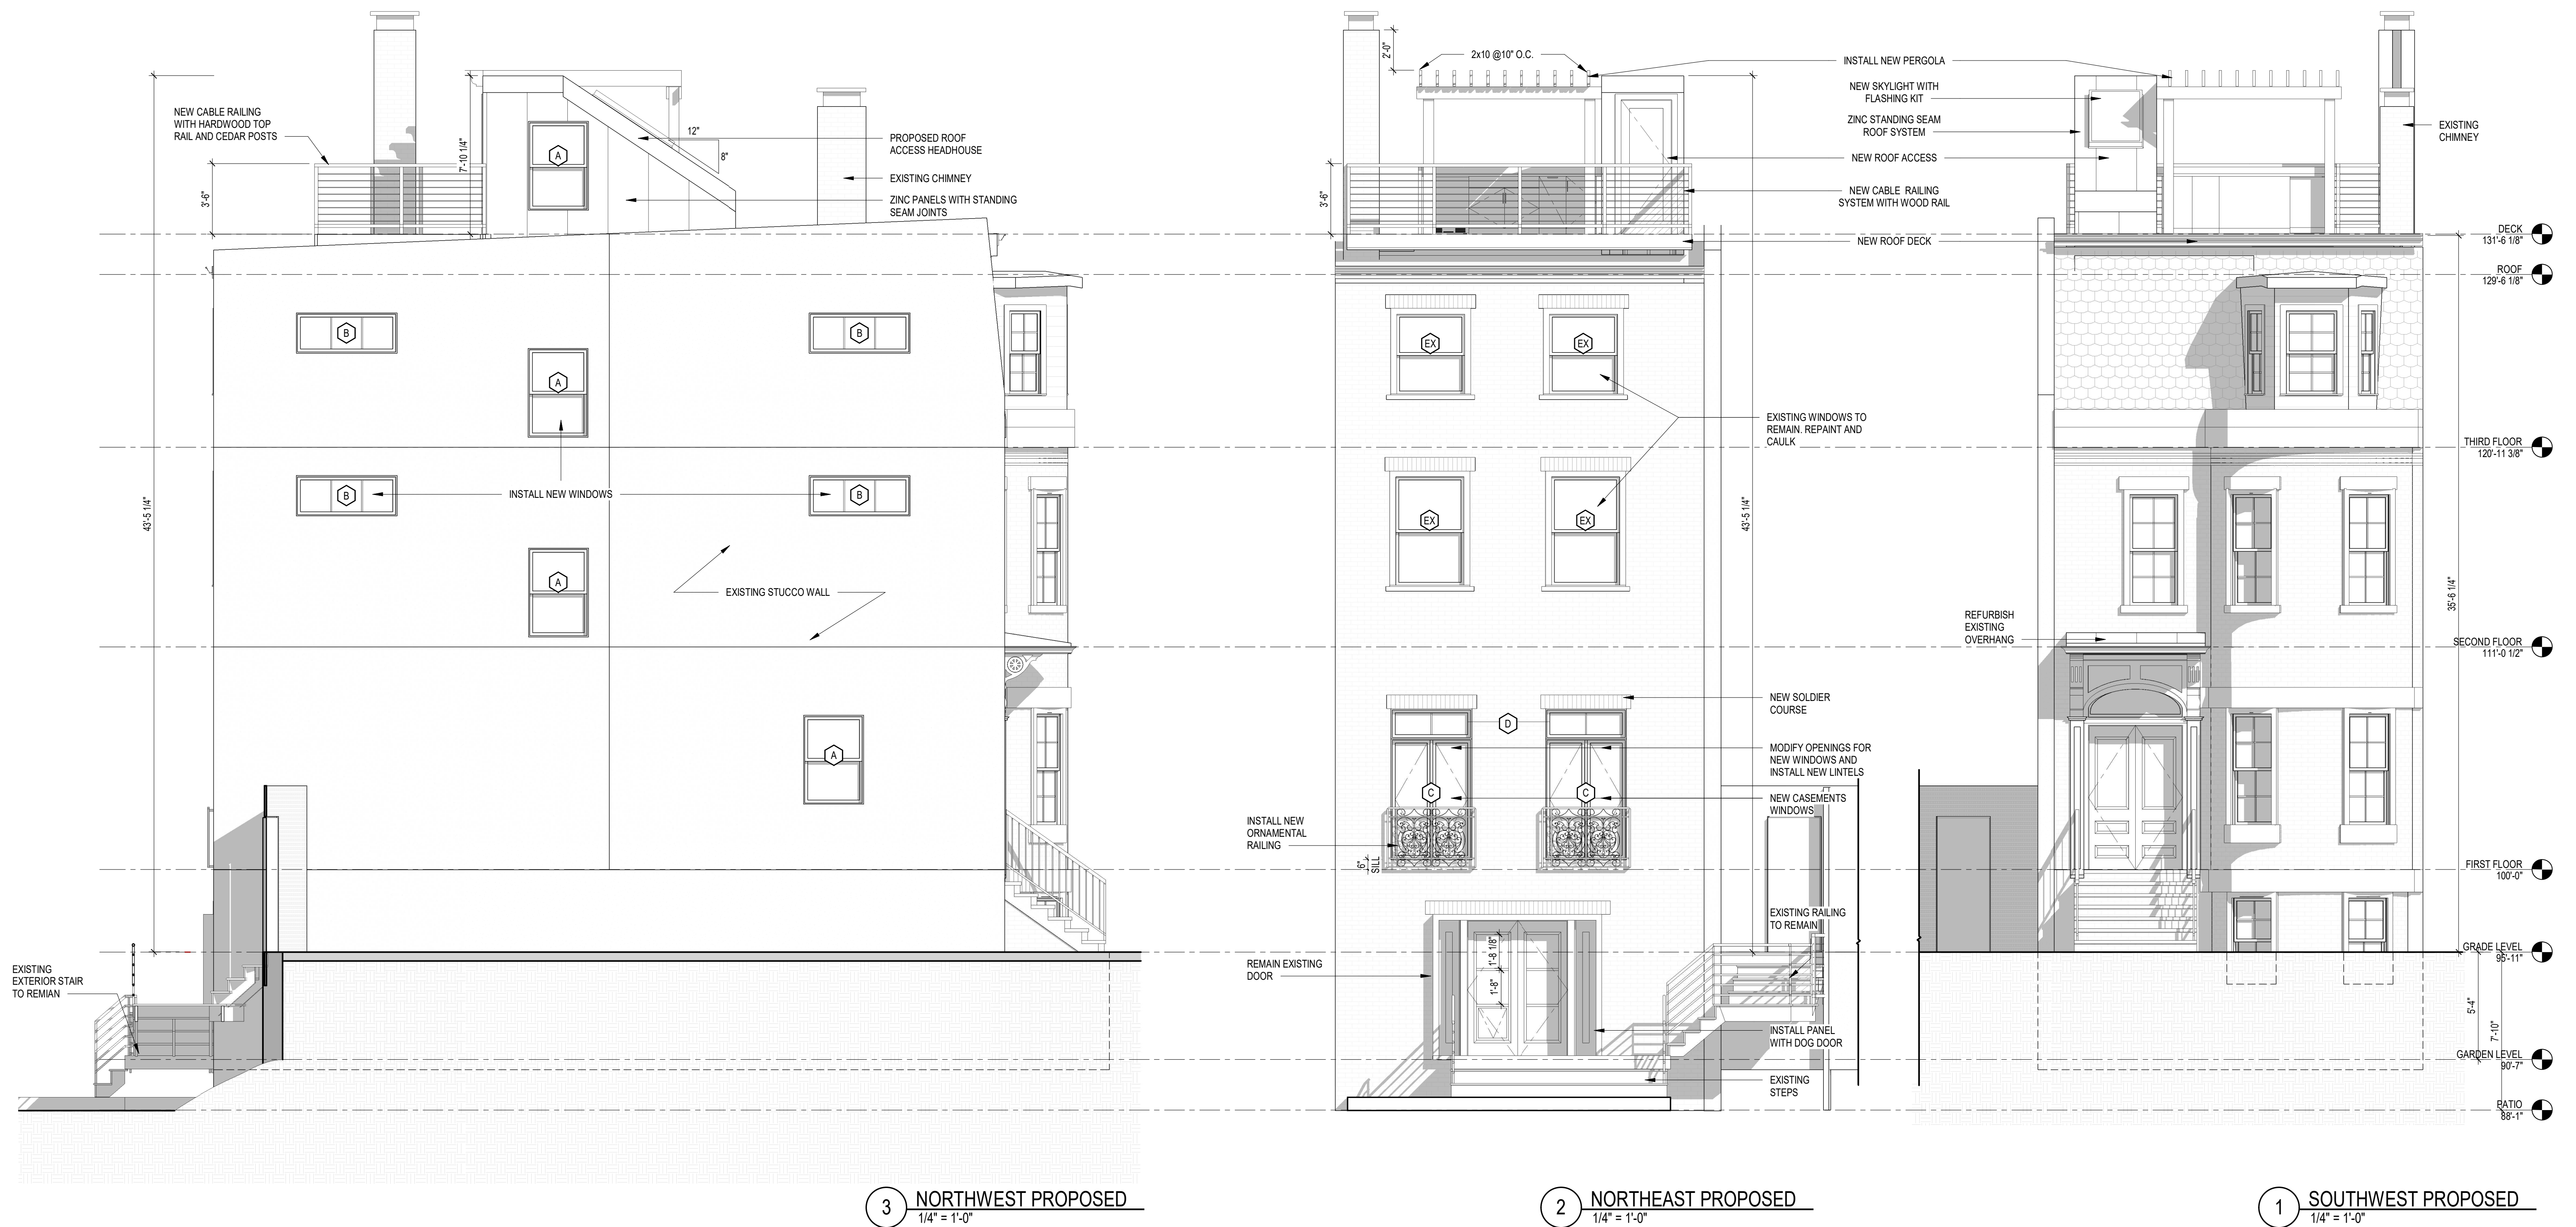 NEW CABLE RAILING
WITH HARDWOOD TOP
RAIL AND CEDAR POSTS
3'-6"
7'-10 1/4"
A
12"
8"
PROPOSED ROOF
ACCESS HEADHOUSE
EXISTING CHIMNEY
ZINC PANELS WITH STANDING
SEAM JOINTS
B
B
A
43'-5 1/4"
B
INSTALL NEW WINDOWS
B
A
EXISTING STUCCO WALL
A
EXISTING
EXTERIOR STAIR
TO REMIAN
3
NORTHWEST PROPOSED
1/4" = 1'-0"
2'-0"
2x10 @10" O.C.
3'-6"
INSTALL NEW PERGOLA
NEW SKYLIGHT WITH
FLASHING KIT
ZINC STANDING SEAM
ROOF SYSTEM
NEW ROOF ACCESS
NEW CABLE RAILING
SYSTEM WITH WOOD RAIL
NEW ROOF DECK
EX
EX
EXISTING WINDOWS TO
REMAIN. REPAINT AND
CAULK
EX
EX
43'-5 1/4"
NEW SOLDIER
COURSE
D
MODIFY OPENINGS FOR
NEW WINDOWS AND
INSTALL NEW LINTELS
C
C
NEW CASEMENTS
WINDOWS
INSTALL NEW
ORNAMENTAL
RAILING
6"
SILL
EXISTING RAILING
TO REMAIN
REMAIN EXISTING
DOOR
1'-8 1/8"
1'-8"
INSTALL PANEL
WITH DOG DOOR
EXISTING
STEPS
2
NORTHEAST PROPOSED
1/4" = 1'-0"
EXISTING
CHIMNEY
REFURBISH
EXISTING
OVERHANG
35'-6 1/4"
5'-4"
7'-10"
DECK
131'-6 1/8"
ROOF
129'-6 1/8"
THIRD FLOOR
120'-11 3/8"
SECOND FLOOR
111'-0 1/2"
FIRST FLOOR
100'-0"
GRADE LEVEL
95'-11"
GARDEN LEVEL
90'-7"
PATIO
88'-1"
1
SOUTHWEST PROPOSED
1/4" = 1'-0"